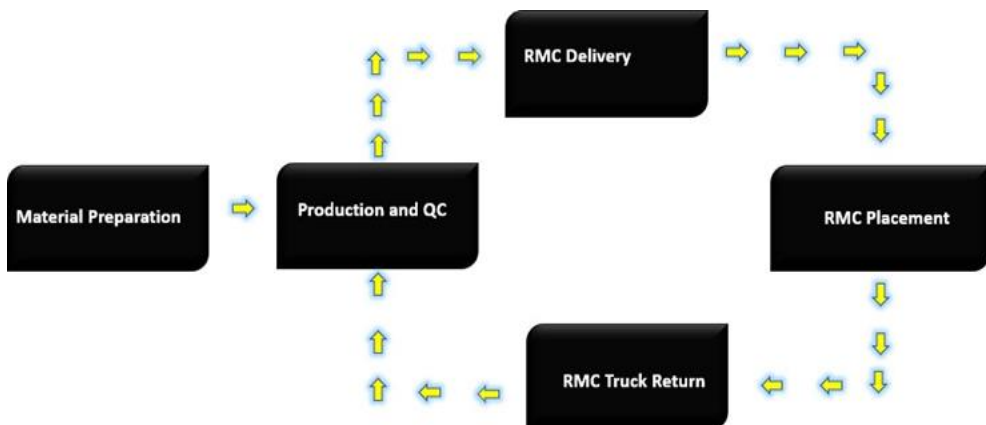 RMC Delivery
Material Preparation
Production and QC
RMC Placement
RMC Truck Return